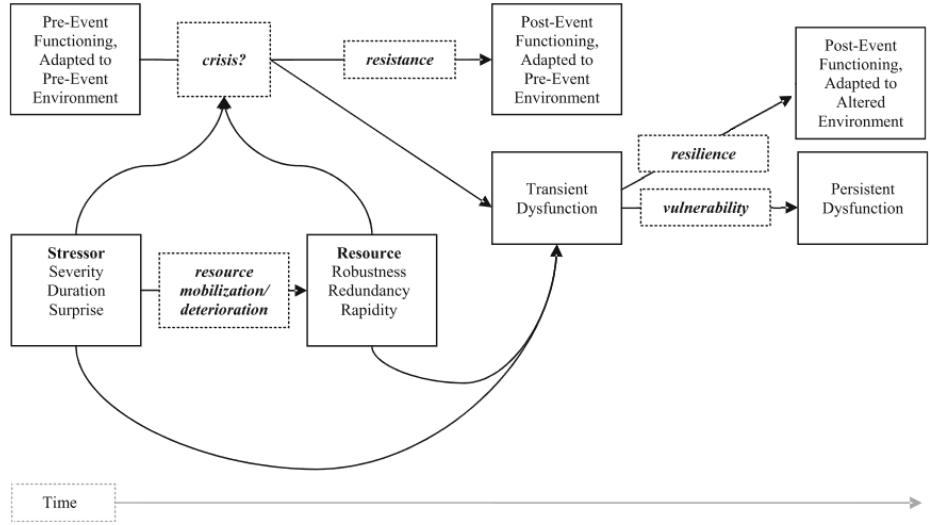 Pre-Event
Functioning,
Adapted to
Pre-Event
Environment
crisis?
resistance
Post-Event
Functioning,
Adapted to
Pre-Event
Environment
Post-Event
Functioning,
Adapted to
Altered
Environment
resilience
Transient
Dysfunction
vulnerability
Persistent
Dysfunction
Stressor
Severity
Duration
Surprise
resource
mobilization/
deterioration
Resource
Robustness
Redundancy
Rapidity
Time